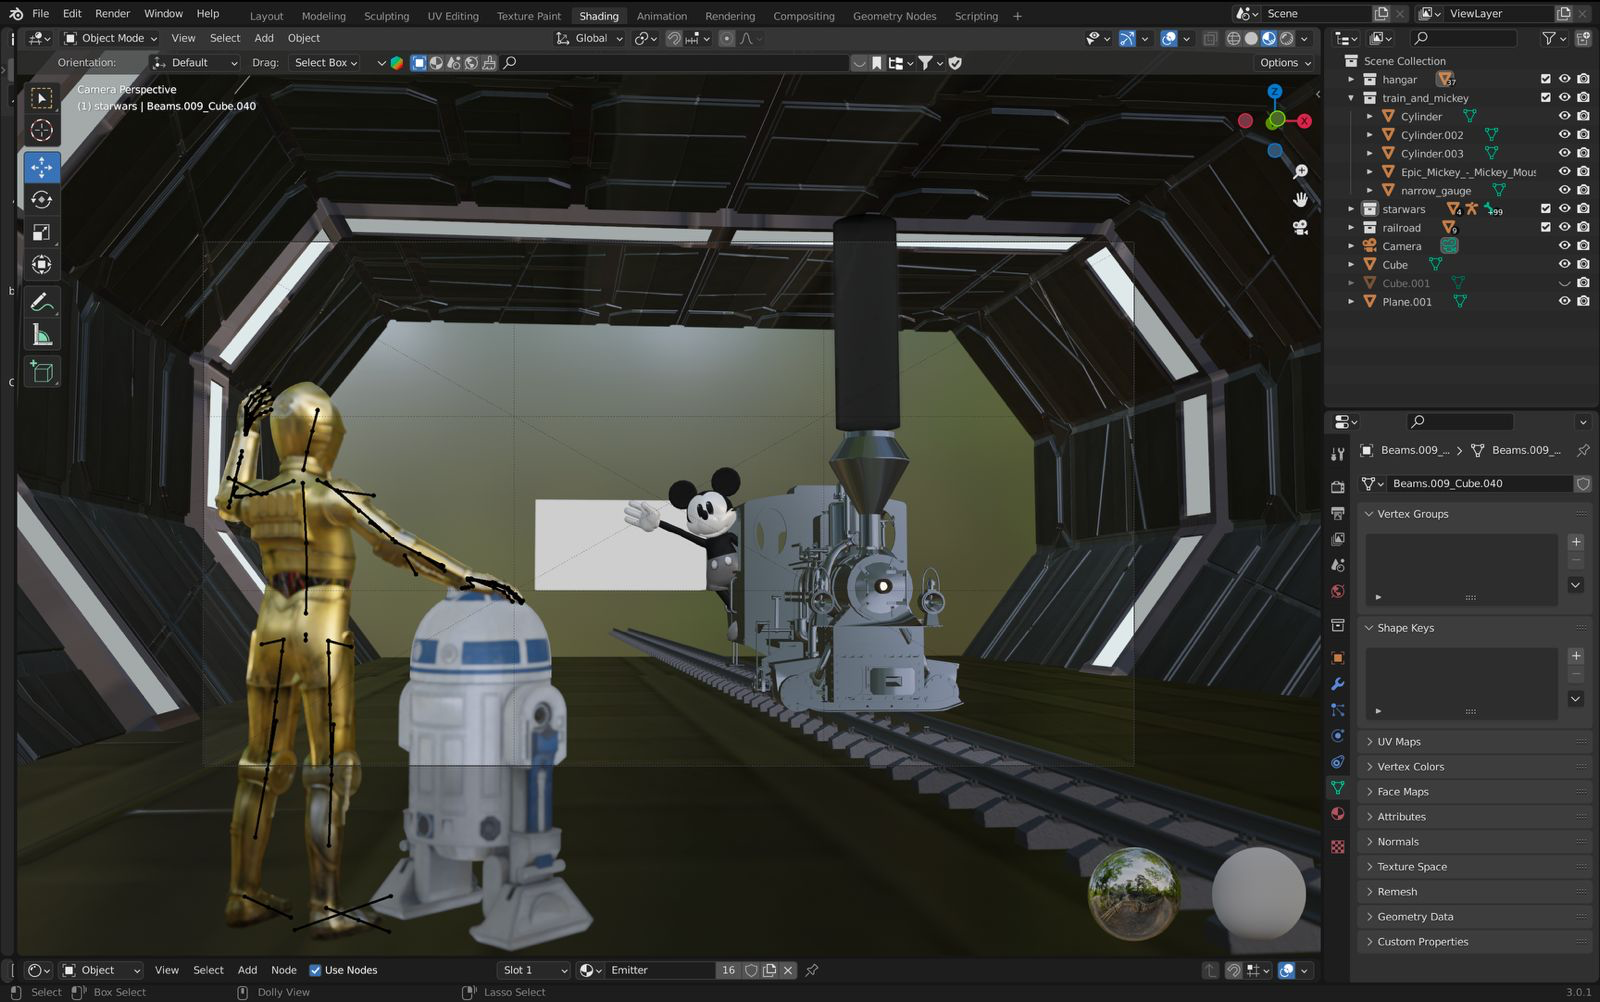 File Edit Render Window Help Layout Modeling Sculpting UV Editing Texture Paint Shading Animation Rendering Compositing Geometry Nodes Scripting + Scene ViewLayer
Object Mode View Select Add Object Global
Orientation: Default Drag: Select Box Options
Camera Perspective
(1) starwars | Beams.009_Cube.040
Z
X
Scene Collection
hangar 37
train_and_mickey
Cylinder
Cylinder.002
Cylinder.003
Epic_Mickey_-_Mickey_Mous
narrow_gauge
starwars 4 +99
railroad 9
Camera
Cube
Cube.001
Plane.001
Beams.009_... > Beams.009_...
Beams.009_Cube.040
Vertex Groups
Shape Keys
UV Maps
Vertex Colors
Face Maps
Attributes
Normals
Texture Space
Remesh
Geometry Data
Custom Properties
Object View Select Add Node Use Nodes Slot 1 Emitter 16
Select Box Select Dolly View Lasso Select 3.0.1